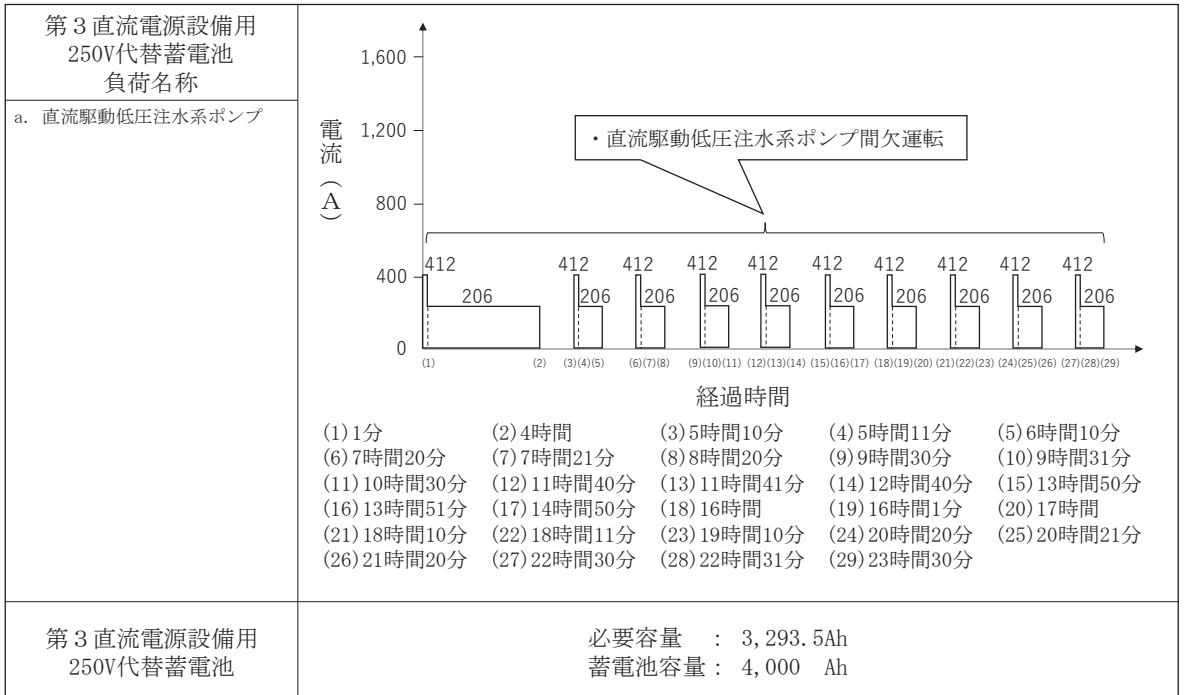 第３直流電源設備用
250V代替蓄電池
負荷名称
a. 直流駆動低圧注水系ポンプ
電流(A)
1,600
1,200
800
400
0
・直流駆動低圧注水系ポンプ間欠運転
412 412 412 412 412 412 412 412 412 412
206 206 206 206 206 206 206 206 206 206
(1) (2) (3)(4)(5) (6)(7)(8) (9)(10)(11) (12)(13)(14) (15)(16)(17) (18)(19)(20) (21)(22)(23) (24)(25)(26) (27)(28)(29)
経過時間
(1)1分 (2)4時間 (3)5時間10分 (4)5時間11分 (5)6時間10分
(6)7時間20分 (7)7時間21分 (8)8時間20分 (9)9時間30分 (10)9時間31分
(11)10時間30分 (12)11時間40分 (13)11時間41分 (14)12時間40分 (15)13時間50分
(16)13時間51分 (17)14時間50分 (18)16時間 (19)16時間1分 (20)17時間
(21)18時間10分 (22)18時間11分 (23)19時間10分 (24)20時間20分 (25)20時間21分
(26)21時間20分 (27)22時間30分 (28)22時間31分 (29)23時間30分
第３直流電源設備用
250V代替蓄電池
必要容量 : 3,293.5Ah
蓄電池容量: 4,000 Ah